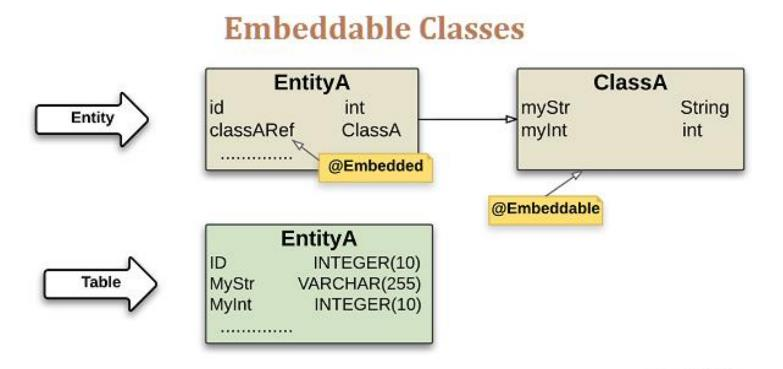 Embeddable Classes
Entity
EntityA
id int
classARef ClassA
..............
@Embedded
ClassA
myStr String
myInt int
@Embeddable
Table
EntityA
ID INTEGER(10)
MyStr VARCHAR(255)
MyInt INTEGER(10)
..............